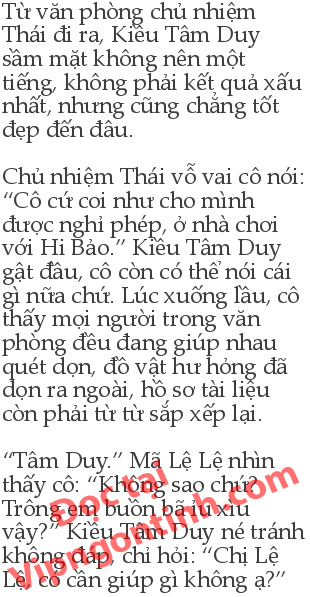 Từ văn phòng chủ nhiệm
Thái đi ra, Kiều Tâm Duy
sầm mặt không nên một
tiếng, không phải kết quả xấu
nhất, nhưng cũng chẳng tốt
đẹp đến đâu.
Chủ nhiệm Thái vỗ vai cô nói:
“Cô cứ coi như cho mình
được nghỉ phép, ở nhà chơi
với Hi Bảo.” Kiều Tâm Duy
gật đầu, cô còn có thể nói cái
gì nữa chứ. Lúc xuống lầu, cô
thấy mọi người trong văn
phòng đều đang giúp nhau
quét dọn, đồ vật hư hỏng đã
dọn ra ngoài, hồ sơ tài liệu
còn phải từ từ sắp xếp lại.
“Tâm Duy.” Mã Lệ Lệ nhìn
thấy cô: “Không sao chứ?
Trông em buồn bã ỉu xìu
vậy?” Kiều Tâm Duy né tránh
không đáp, chỉ hỏi: “Chị Lệ
Lệ, có cần giúp gì không ạ?”
Đọc tại
Vipngontinh.com